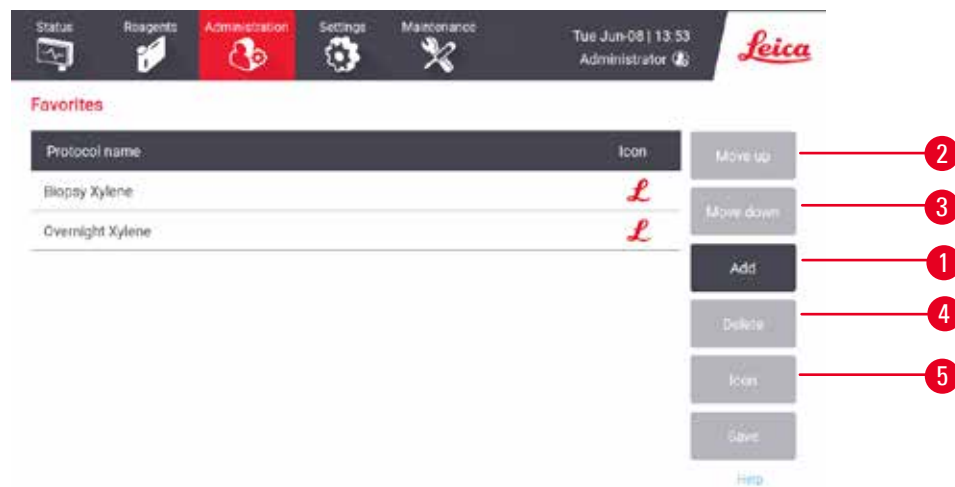 Status Reagents Administration Settings Maintenance
Tue Jun-08 | 13:53
Administrator
Leica
Favorites
Protocol name Icon
Biopsy Xylene L
Overnight Xylene L
Move up 2
Move down 3
Add 1
Delete 4
Icon 5
Save
Help